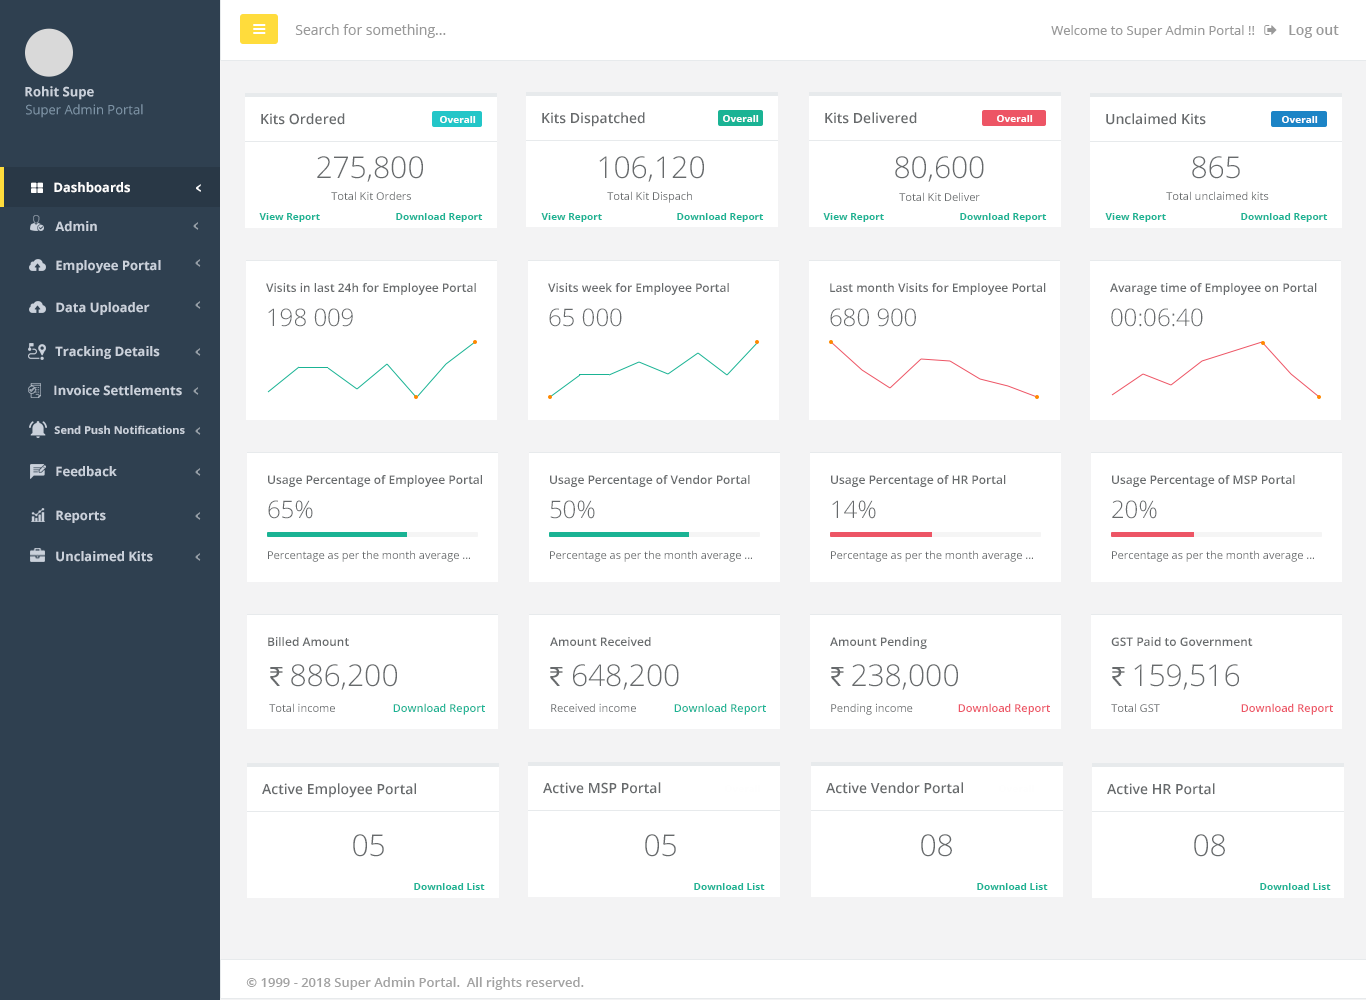 Rohit Supe
Super Admin Portal
Dashboards
Admin
Employee Portal
Data Uploader
Tracking Details
Invoice Settlements
Send Push Notifications
Feedback
Reports
Unclaimed Kits
Search for something...
Welcome to Super Admin Portal !!
Log out
Kits Ordered
Overall
275,800
Total Kit Orders
View Report
Download Report
Kits Dispatched
Overall
106,120
Total Kit Dispach
View Report
Download Report
Kits Delivered
Overall
80,600
Total Kit Deliver
View Report
Download Report
Unclaimed Kits
Overall
865
Total unclaimed kits
View Report
Download Report
Visits in last 24h for Employee Portal
198 009
Visits week for Employee Portal
65 000
Last month Visits for Employee Portal
680 900
Avarage time of Employee on Portal
00:06:40
Usage Percentage of Employee Portal
65%
Percentage as per the month average ...
Usage Percentage of Vendor Portal
50%
Percentage as per the month average ...
Usage Percentage of HR Portal
14%
Percentage as per the month average ...
Usage Percentage of MSP Portal
20%
Percentage as per the month average ...
Billed Amount
₹ 886,200
Total income
Download Report
Amount Received
₹ 648,200
Received income
Download Report
Amount Pending
₹ 238,000
Pending income
Download Report
GST Paid to Government
₹ 159,516
Total GST
Download Report
Active Employee Portal
05
Download List
Active MSP Portal
05
Download List
Active Vendor Portal
08
Download List
Active HR Portal
08
Download List
© 1999 - 2018 Super Admin Portal. All rights reserved.